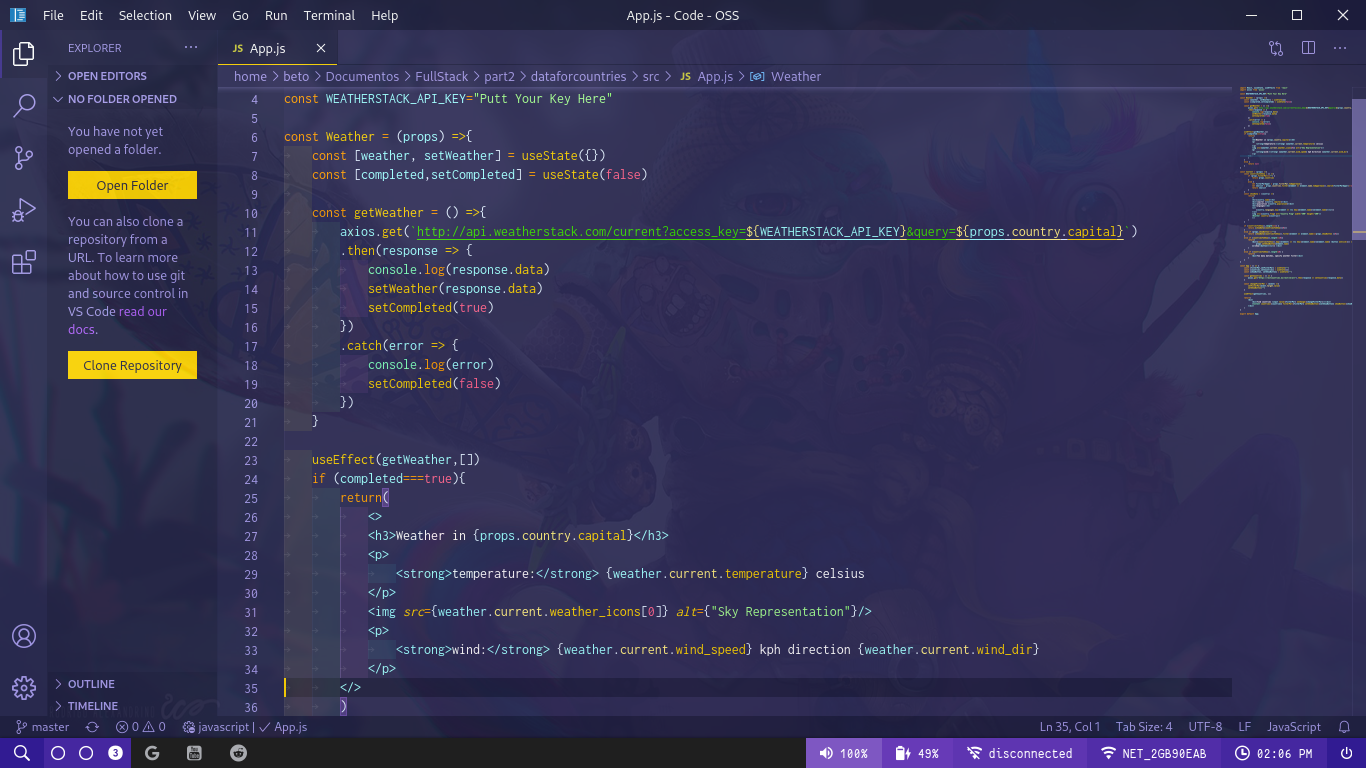 File Edit Selection View Go Run Terminal Help
App.js - Code - OSS
EXPLORER
JS App.js
OPEN EDITORS
NO FOLDER OPENED
You have not yet
opened a folder.
Open Folder
You can also clone a
repository from a
URL. To learn more
about how to use git
and source control in
VS Code read our
docs.
Clone Repository
OUTLINE
TIMELINE
home > beto > Documentos > FullStack > part2 > dataforcountries > src > JS App.js > Weather
4 const WEATHERSTACK_API_KEY="Putt Your Key Here"
5
6 const Weather = (props) =>{
7 const [weather, setWeather] = useState({})
8 const [completed,setCompleted] = useState(false)
9
10 const getWeather = () =>{
11 axios.get(`http://api.weatherstack.com/current?access_key=${WEATHERSTACK_API_KEY}&query=${props.country.capital}`)
12 .then(response => {
13 console.log(response.data)
14 setWeather(response.data)
15 setCompleted(true)
16 })
17 .catch(error => {
18 console.log(error)
19 setCompleted(false)
20 })
21 }
22
23 useEffect(getWeather,[])
24 if (completed===true){
25 return(
26 <>
27 <h3>Weather in {props.country.capital}</h3>
28 <p>
29 <strong>temperature:</strong> {weather.current.temperature} celsius
30 </p>
31 <img src={weather.current.weather_icons[0]} alt={"Sky Representation"}/>
32 <p>
33 <strong>wind:</strong> {weather.current.wind_speed} kph direction {weather.current.wind_dir}
34 </p>
35 </>
36 )
master 0 0 javascript | App.js
Ln 35, Col 1 Tab Size: 4 UTF-8 LF JavaScript
3
100% 49% disconnected NET_2GB90EAB 02:06 PM